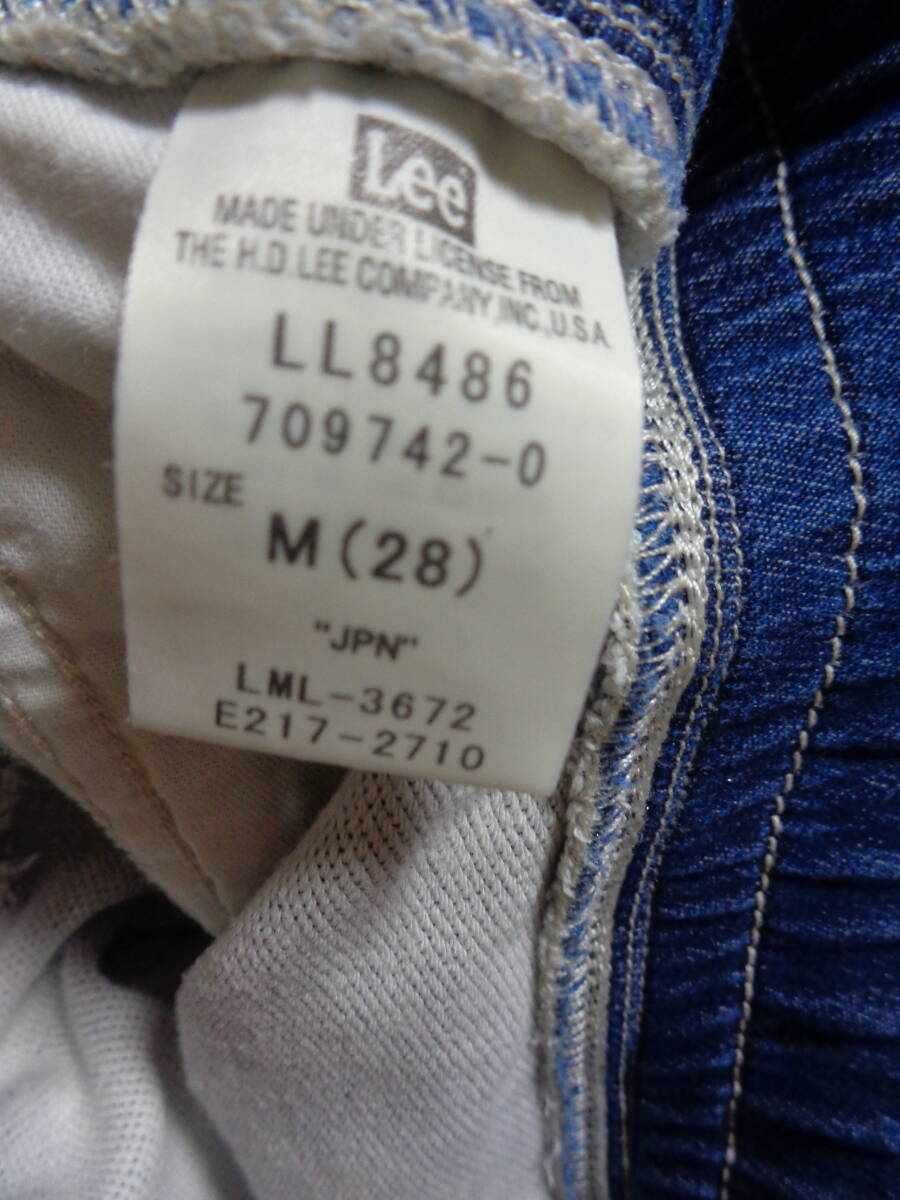 Lee
MADE UNDER LICENSE FROM
THE H.D.LEE COMPANY,INC.,U.S.A
LL8486
709742-0
SIZE
M(28)
"JPN"
LML-3672
E217-2710